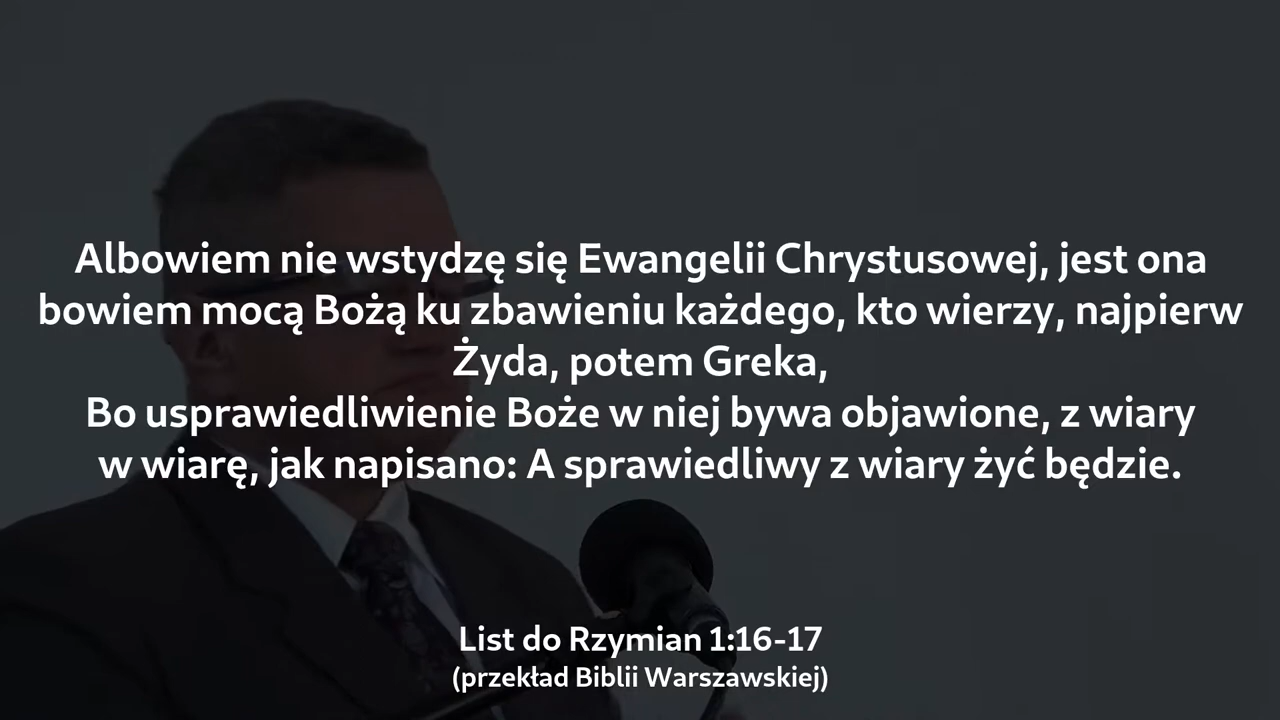 Albowiem nie wstydzę się Ewangelii Chrystusowej, jest ona
bowiem mocą Bożą ku zbawieniu każdego, kto wierzy, najpierw
Żyda, potem Greka,
Bo usprawiedliwienie Boże w niej bywa objawione, z wiary
w wiarę, jak napisano: A sprawiedliwy z wiary żyć będzie.
List do Rzymian 1:16-17
(przekład Biblii Warszawskiej)